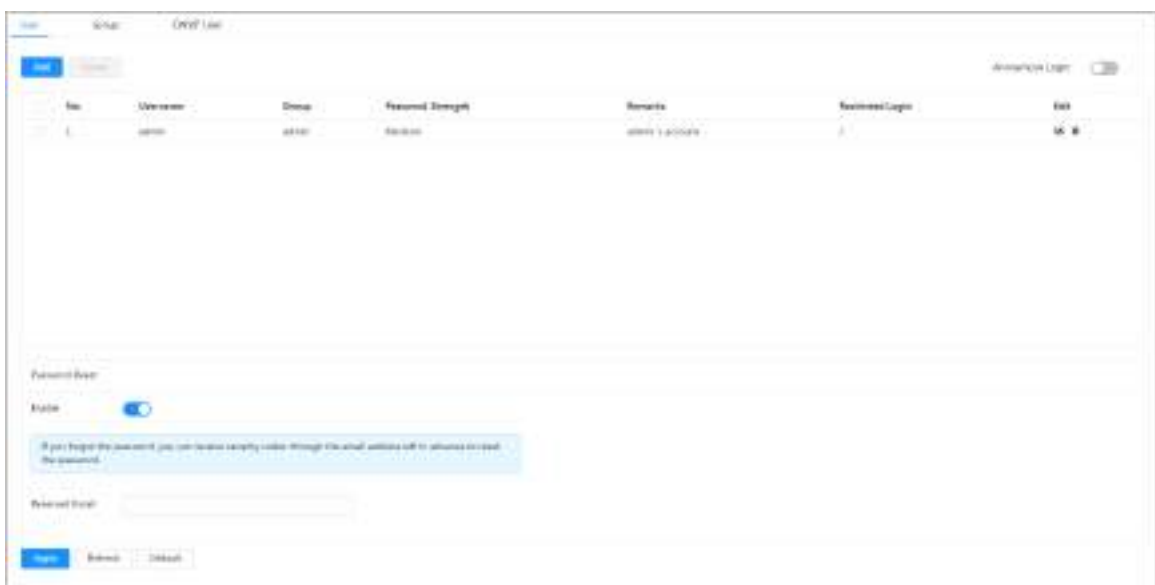 User Group ONVIF User
Add Delete Anonymous Login
No. Username Group Password Strength Remarks Restricted Login Edit
1 admin admin Medium admin 's account /
Password Reset
Enable
If you forgot the password, you can receive security codes through the email address left in advance to reset
the password.
Reserved Email
Apply Refresh Default